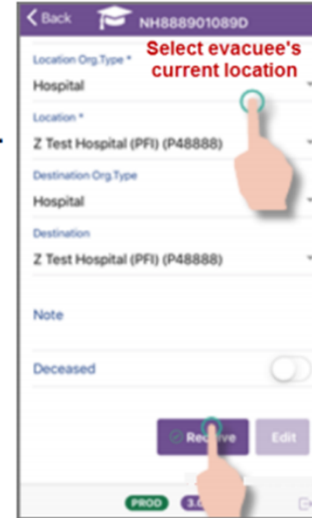 Back
NH888901089D
Select evacuee's
current location
Location Org.Type *
Hospital
Location *
Z Test Hospital (PFI) (P48888)
Destination Org.Type
Hospital
Destination
Z Test Hospital (PFI) (P48888)
Note
Deceased
Edit
PROD